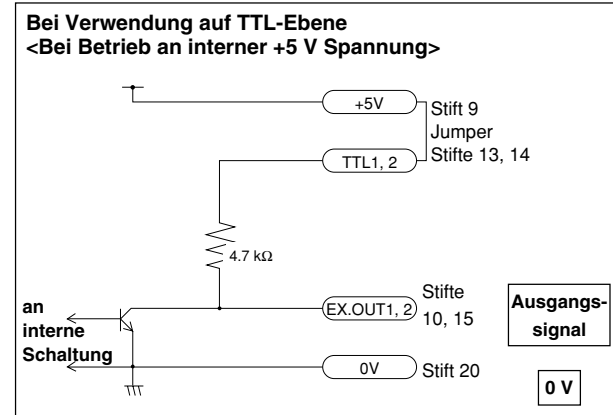 Bei Verwendung auf TTL-Ebene
<Bei Betrieb an interner +5 V Spannung>
+5V
Stift 9
Jumper
TTL1, 2
Stifte 13, 14
4.7 kΩ
an
interne
Schaltung
EX.OUT1, 2
Stifte
10, 15
Ausgangs-
signal
0V
Stift 20
0 V